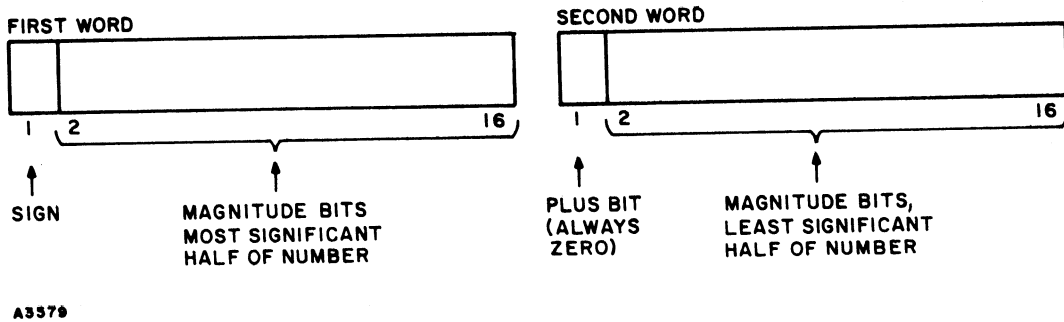 FIRST WORD
1 2 16
SIGN
MAGNITUDE BITS
MOST SIGNIFICANT
HALF OF NUMBER
SECOND WORD
1 2 16
PLUS BIT
(ALWAYS
ZERO)
MAGNITUDE BITS,
LEAST SIGNIFICANT
HALF OF NUMBER
A3579